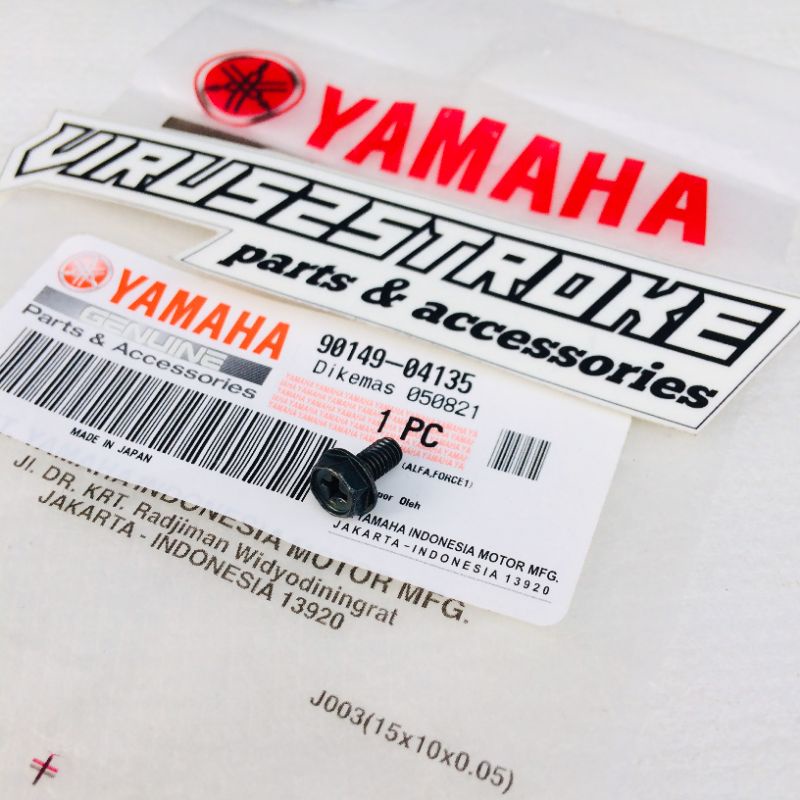 YAMAHA
VIRUS2STROKE
parts & accessories
YAMAHA
GENUINE
Parts & Accessories
90149-04135
Dikemas 050821
1 PC
(ALFA,FORCE1)
MADE IN JAPAN
Oleh
YAMAHA INDONESIA MOTOR MFG.
JAKARTA - INDONESIA 13920
YAMAHA INDONESIA MOTOR MFG.
Jl. DR. KRT. Radjiman Widyodiningrat
JAKARTA - INDONESIA 13920
J003(15x10x0.05)